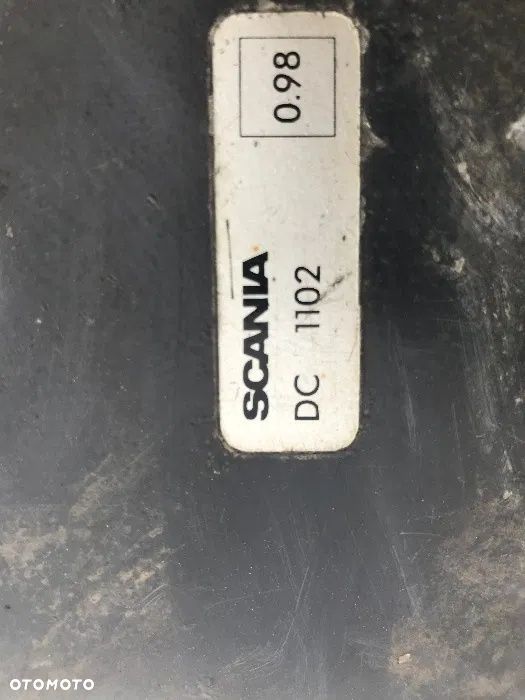 SCANIA 0.98
DC 1102
OTOMOTO